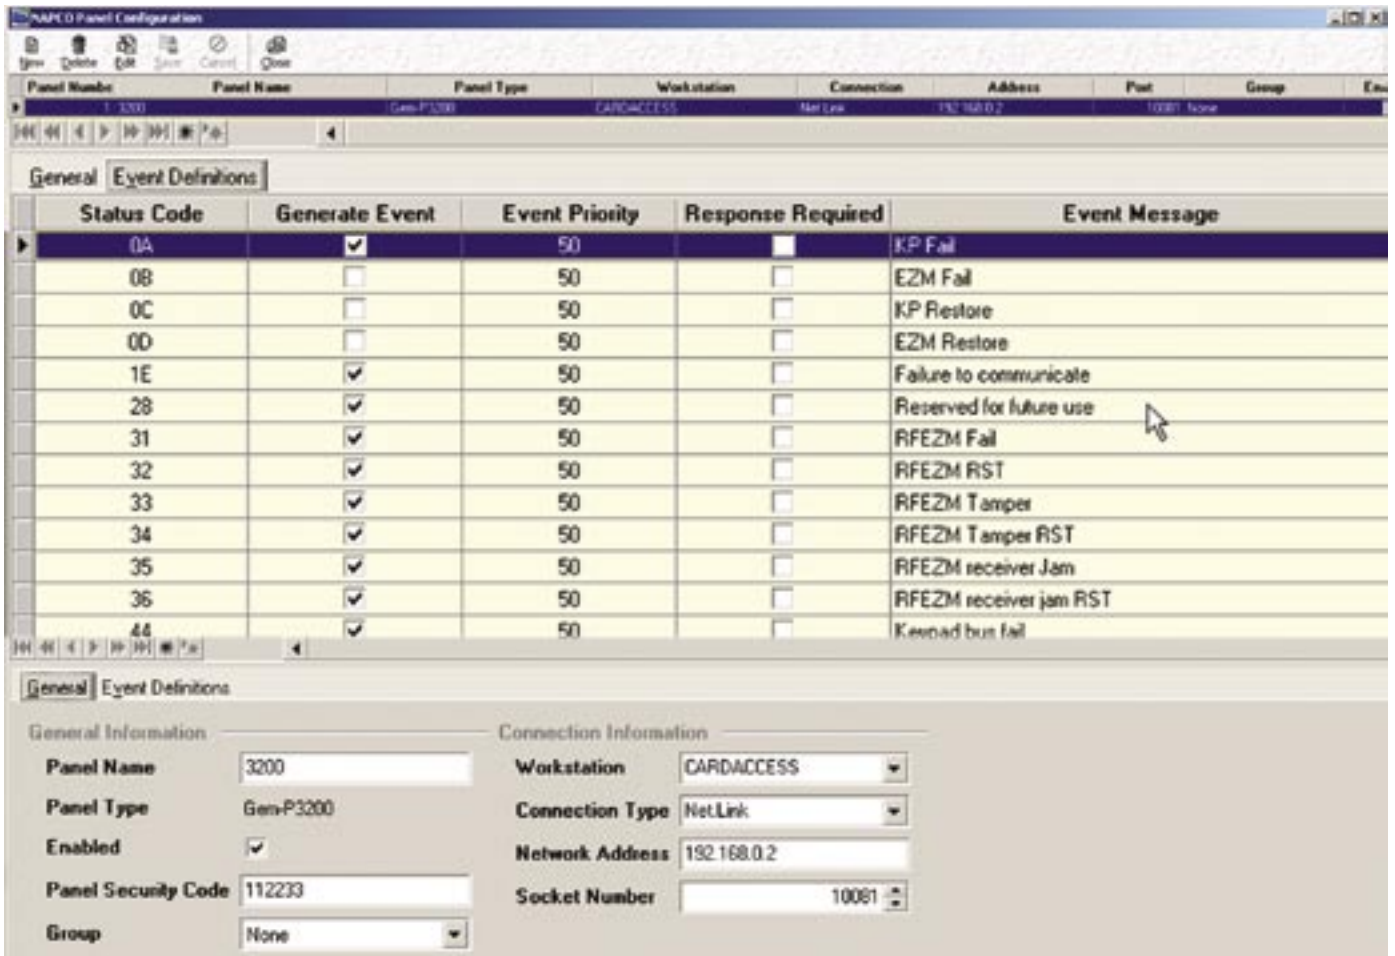 NAPCO Panel Configuration
New Delete Edit Save Cancel Close
Panel Numbe Panel Name Panel Type Workstation Connection Address Port Group Ena
1 3200 Gem-P3200 CARDACCESS Net.Link 192.168.0.2 10081 None
General Event Definitions
Status Code Generate Event Event Priority Response Required Event Message
0A 50 KP Fail
0B 50 EZM Fail
0C 50 KP Restore
0D 50 EZM Restore
1E 50 Failure to communicate
28 50 Reserved for future use
31 50 RFEZM Fail
32 50 RFEZM RST
33 50 RFEZM Tamper
34 50 RFEZM Tamper RST
35 50 RFEZM receiver Jam
36 50 RFEZM receiver jam RST
44 50 Keypad bus fail
General Event Definitions
General Information Connection Information
Panel Name 3200 Workstation CARDACCESS
Panel Type Gem-P3200 Connection Type Net.Link
Enabled Network Address 192.168.0.2
Panel Security Code 112233 Socket Number 10081
Group None